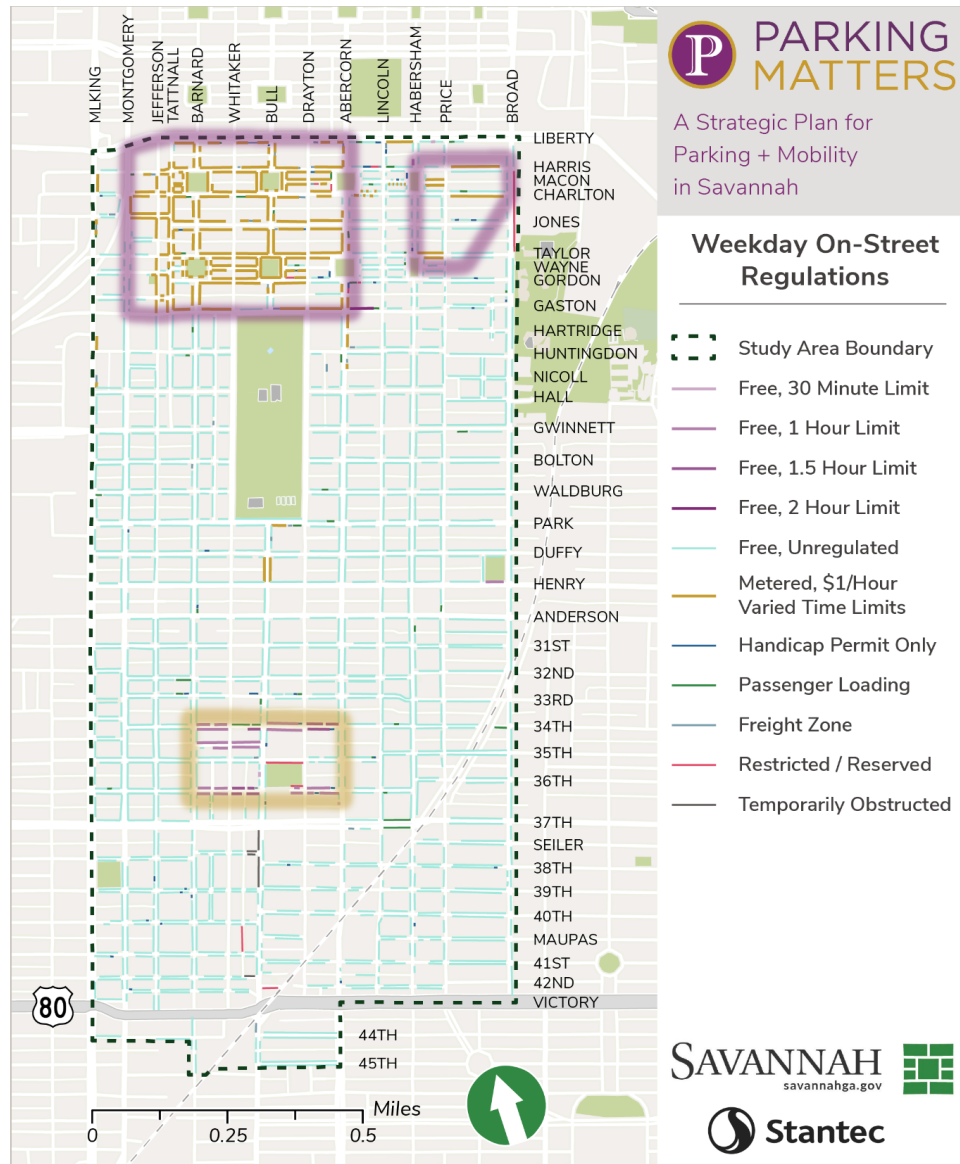 MLKING
MONTGOMERY
JEFFERSON
TATTNALL
BARNARD
WHITAKER
BULL
DRAYTON
ABERCORN
LINCOLN
HABERSHAM
PRICE
BROAD
LIBERTY
HARRIS
MACON
CHARLTON
JONES
TAYLOR
WAYNE
GORDON
GASTON
HARTRIDGE
HUNTINGDON
NICOLL
HALL
GWINNETT
BOLTON
WALDBURG
PARK
DUFFY
HENRY
ANDERSON
31ST
32ND
33RD
34TH
35TH
36TH
37TH
SEILER
38TH
39TH
40TH
MAUPAS
41ST
42ND
VICTORY
44TH
45TH
80
Miles
0
0.25
0.5
P
PARKING
MATTERS
A Strategic Plan for
Parking + Mobility
in Savannah
Weekday On-Street
Regulations
Study Area Boundary
Free, 30 Minute Limit
Free, 1 Hour Limit
Free, 1.5 Hour Limit
Free, 2 Hour Limit
Free, Unregulated
Metered, $1/Hour
Varied Time Limits
Handicap Permit Only
Passenger Loading
Freight Zone
Restricted / Reserved
Temporarily Obstructed
SAVANNAH
savannahga.gov
Stantec